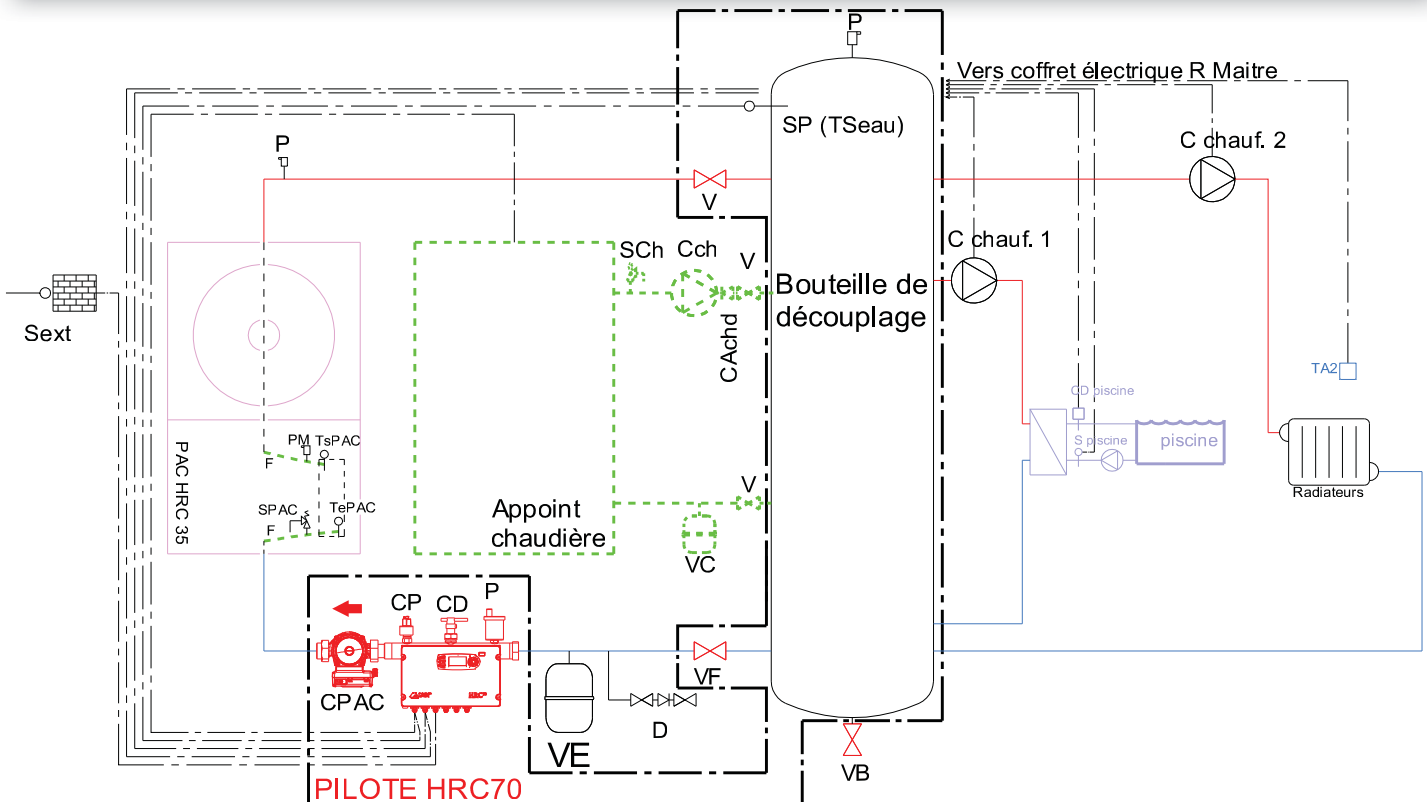 P
Vers coffret électrique R Maitre
SP (TSeau)
P
C chauf. 2
V
C chauf. 1
SCh
Cch
V
Bouteille de
découplage
Sext
CAchd
TA2
CD piscine
S piscine
piscine
PM
TsPAC
F
PAC HRC 35
SPAC
TePAC
F
V
Radiateurs
Appoint
chaudière
VC
CP
CD
P
VF
CPAC
HRC
D
VE
VB
PILOTE HRC70